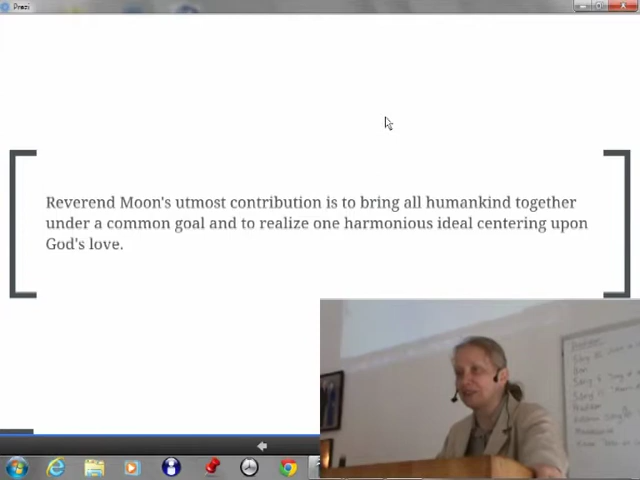 Prezi
Reverend Moon's utmost contribution is to bring all humankind together
under a common goal and to realize one harmonious ideal centering upon
God's love.